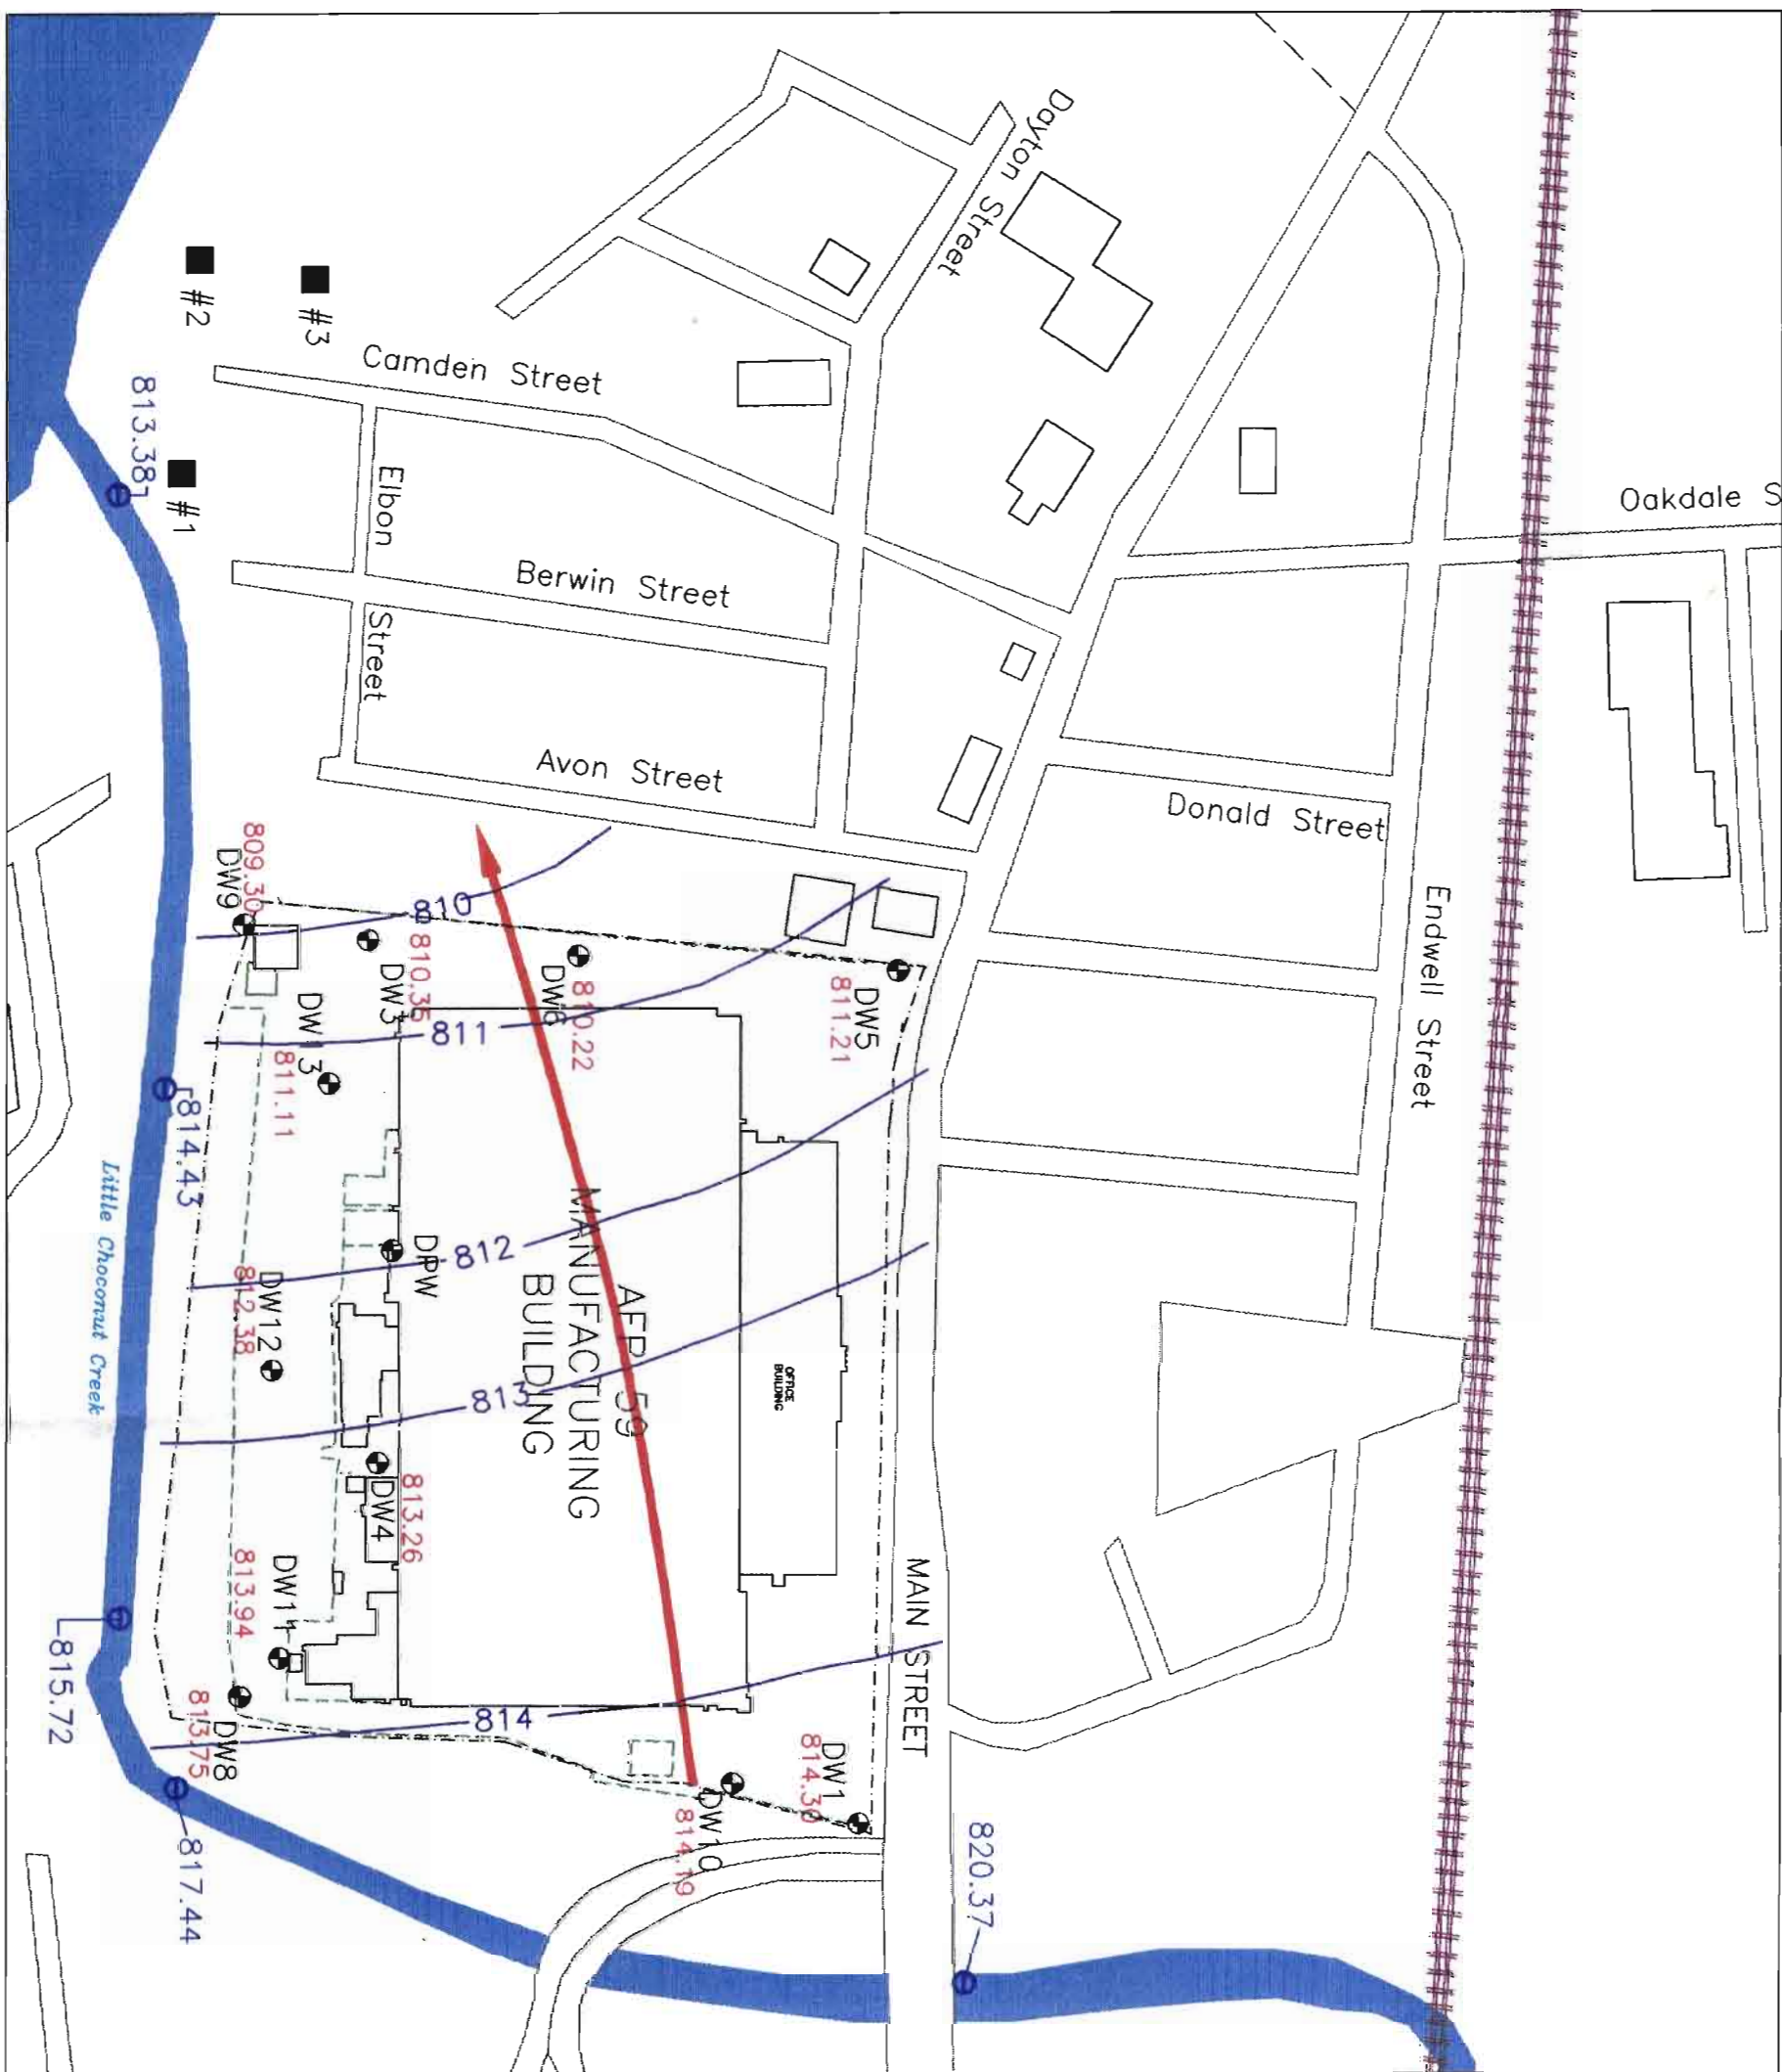 Dayton Street
Oakdale S
#2
#3
Camden Street
813.38
#1
Elbon Street
Berwin Street
Avon Street
Donald Street
Endwell Street
809.30
DW9
810
810.35
DW3
DW6
810.22
DW5
811.21
811
DW13
811.11
814.43
Little Choconut Creek
DPW
812
DW12
812.38
AFP 59
MANUFACTURING
BUILDING
OFFICE
BUILDING
813
DW4
813.26
MAIN STREET
DW11
813.94
815.72
813.75
DW8
814
DW1
814.30
DW10
814.19
817.44
820.37